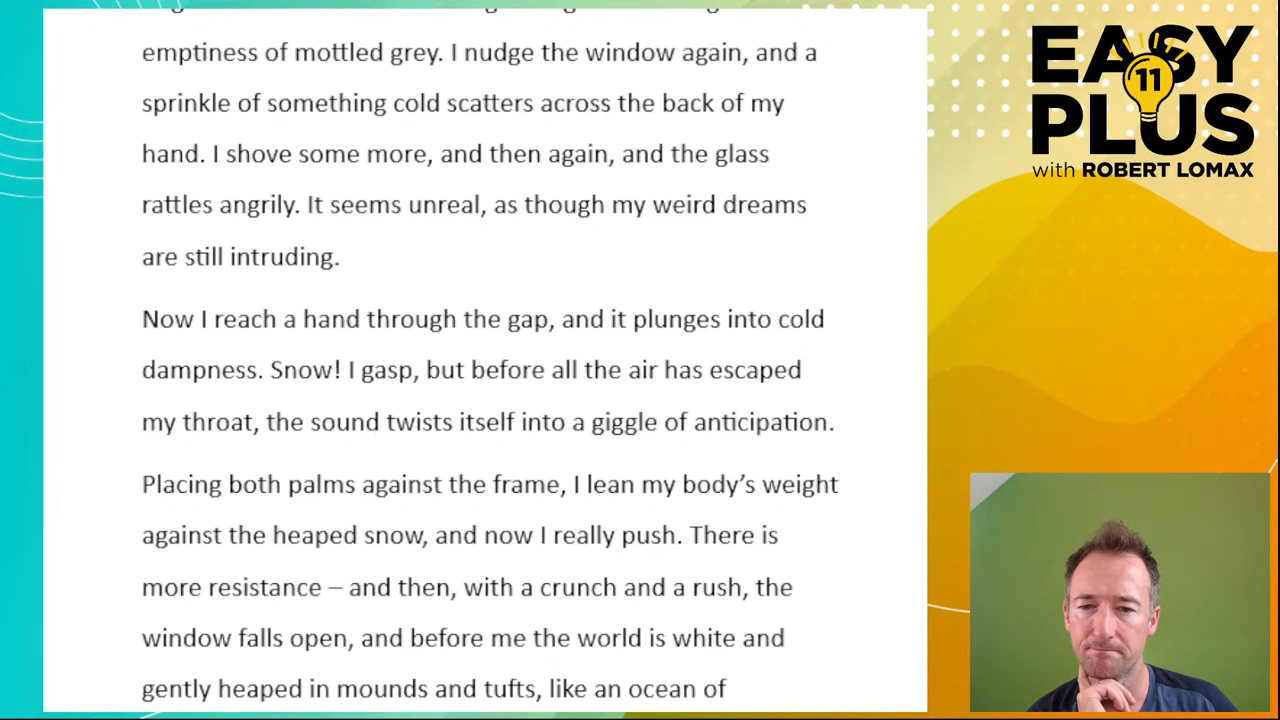 emptiness of mottled grey. I nudge the window again, and a
sprinkle of something cold scatters across the back of my
hand. I shove some more, and then again, and the glass
rattles angrily. It seems unreal, as though my weird dreams
are still intruding.
Now I reach a hand through the gap, and it plunges into cold
dampness. Snow! I gasp, but before all the air has escaped
my throat, the sound twists itself into a giggle of anticipation.
Placing both palms against the frame, I lean my body’s weight
against the heaped snow, and now I really push. There is
more resistance – and then, with a crunch and a rush, the
window falls open, and before me the world is white and
gently heaped in mounds and tufts, like an ocean of
EASY
11
PLUS
with ROBERT LOMAX